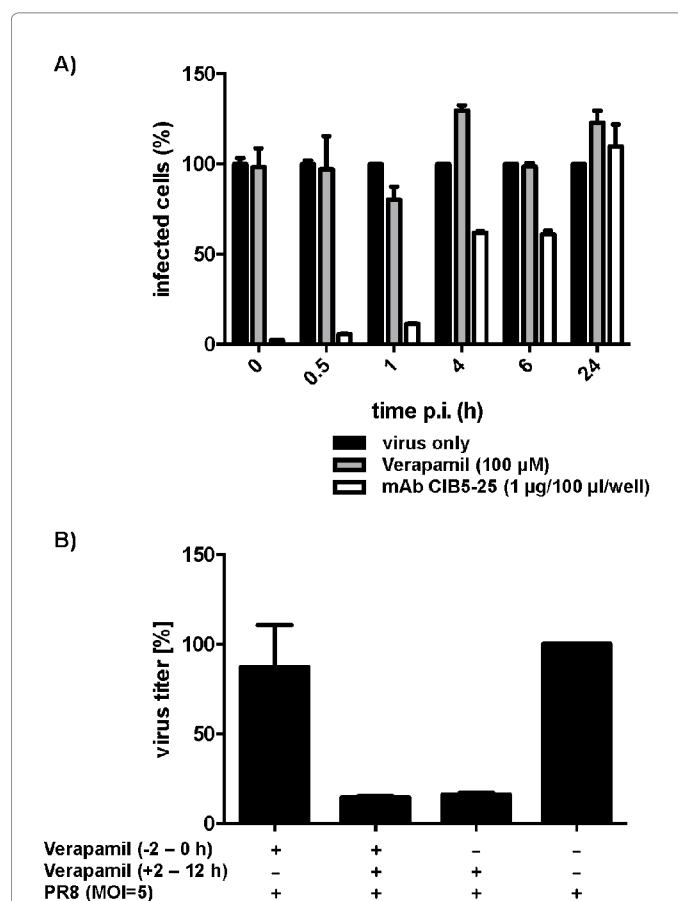 A)
infected cells (%)
150
100
50
0
0 0.5 1 4 6 24
time p.i. (h)
virus only
Verapamil (100 µM)
mAb CIB5-25 (1 µg/100 µl/well)
B)
virus titer [%]
150
100
50
0
Verapamil (-2 – 0 h) + + – –
Verapamil (+2 – 12 h) – + + –
PR8 (MOI=5) + + + +